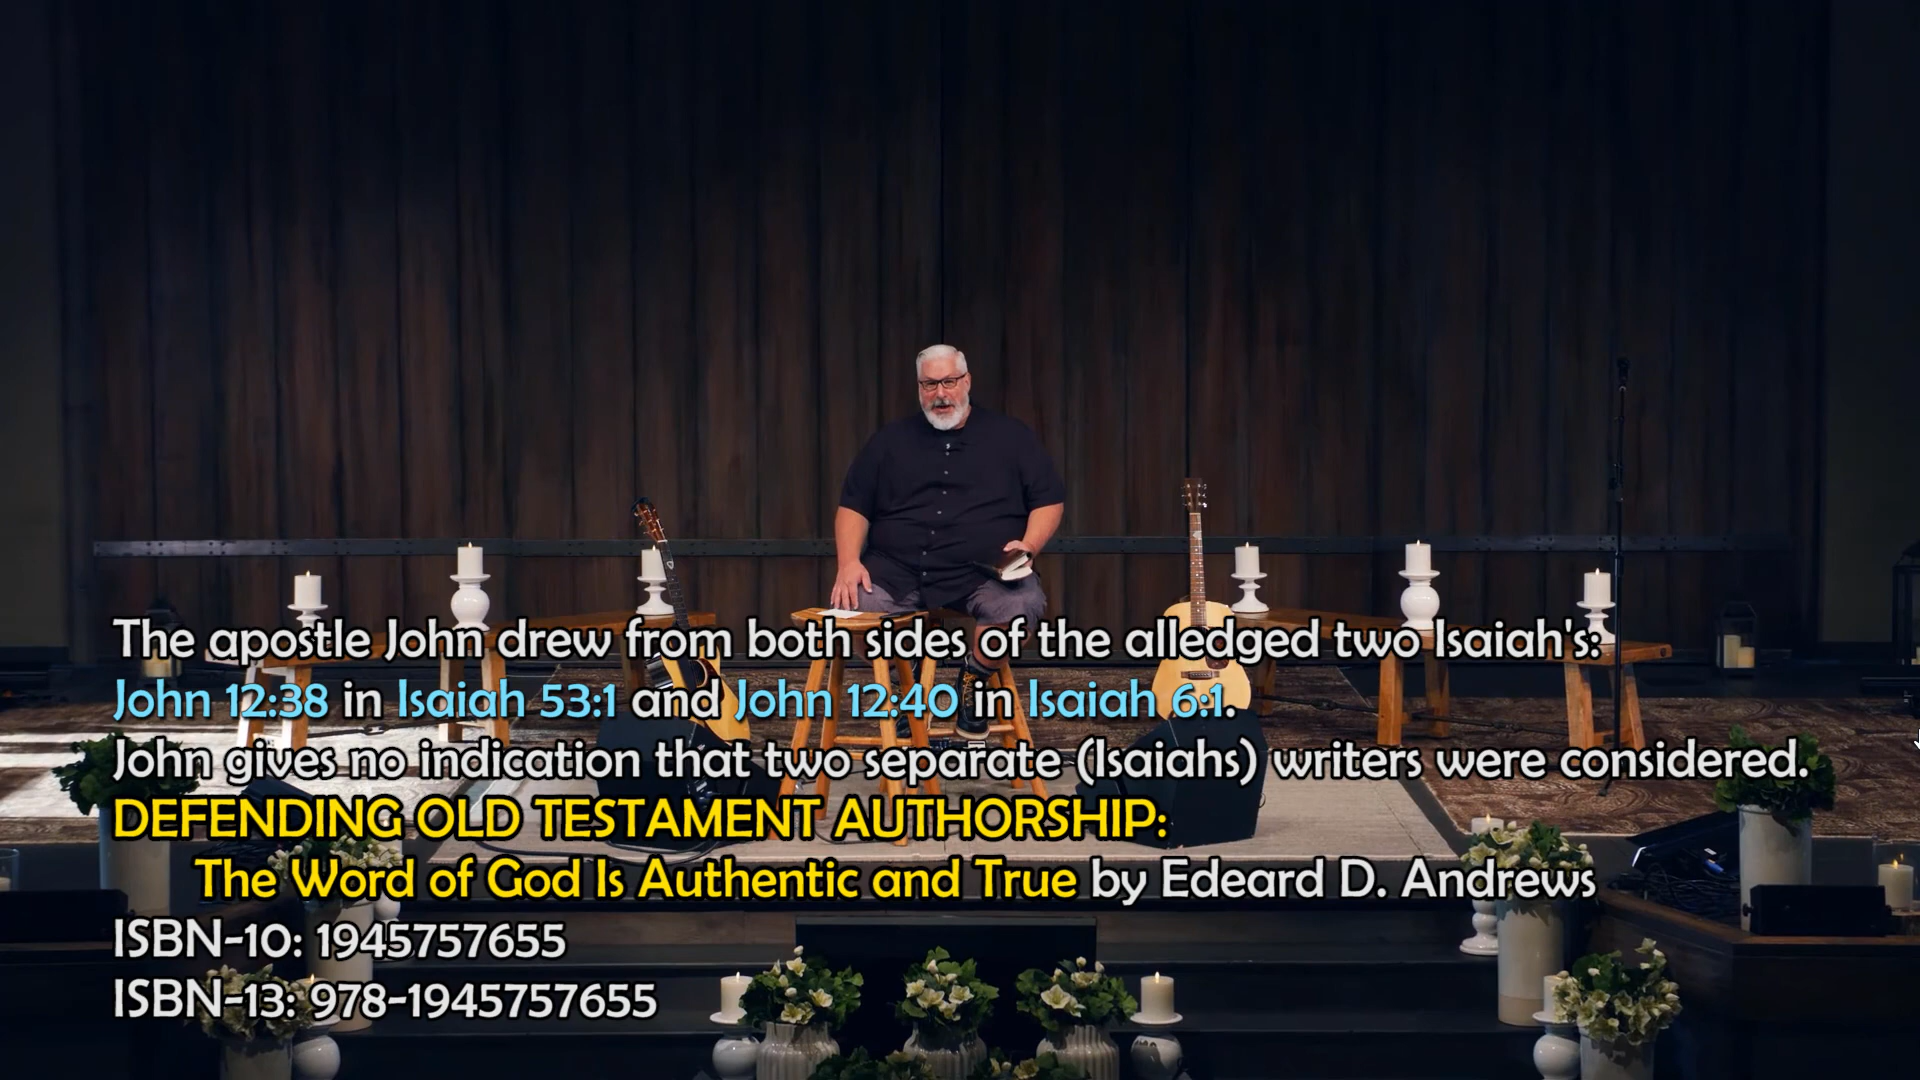 The apostle John drew from both sides of the alledged two Isaiah's:
John 12:38 in Isaiah 53:1 and John 12:40 in Isaiah 6:1.
John gives no indication that two separate (Isaiahs) writers were considered.
DEFENDING OLD TESTAMENT AUTHORSHIP:
The Word of God Is Authentic and True by Edeard D. Andrews
ISBN-10: 1945757655
ISBN-13: 978-1945757655